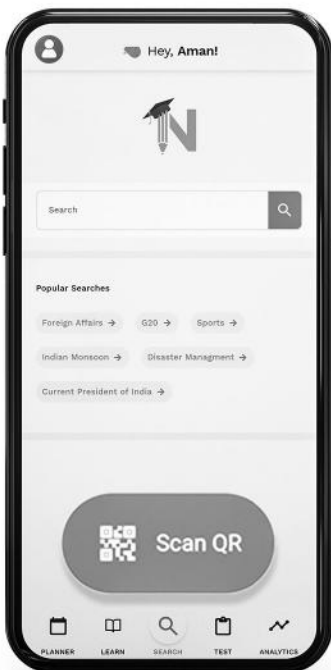 Hey, Aman!
N
Search
Popular Searches
Foreign Affairs → G20 → Sports →
Indian Monsoon → Disaster Managment →
Current President of India →
Scan QR
PLANNER LEARN SEARCH TEST ANALYTICS